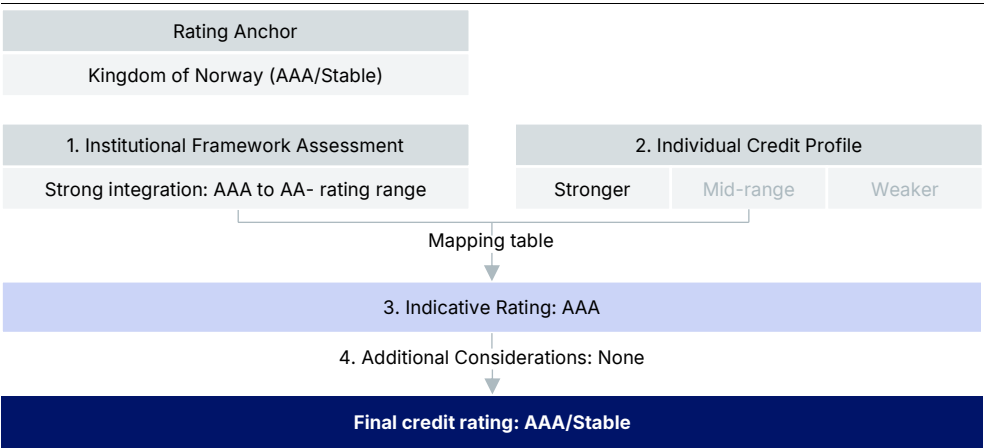 Rating Anchor
Kingdom of Norway (AAA/Stable)
1. Institutional Framework Assessment
Strong integration: AAA to AA- rating range
2. Individual Credit Profile
Stronger
Mid-range
Weaker
Mapping table
3. Indicative Rating: AAA
4. Additional Considerations: None
Final credit rating: AAA/Stable